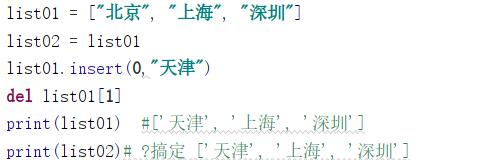 list01 = ["北京", "上海", "深圳"]
list02 = list01
list01.insert(0,"天津")
del list01[1]
print(list01)  #['天津', '上海', '深圳']
print(list02)# ?搞定 ['天津', '上海', '深圳']